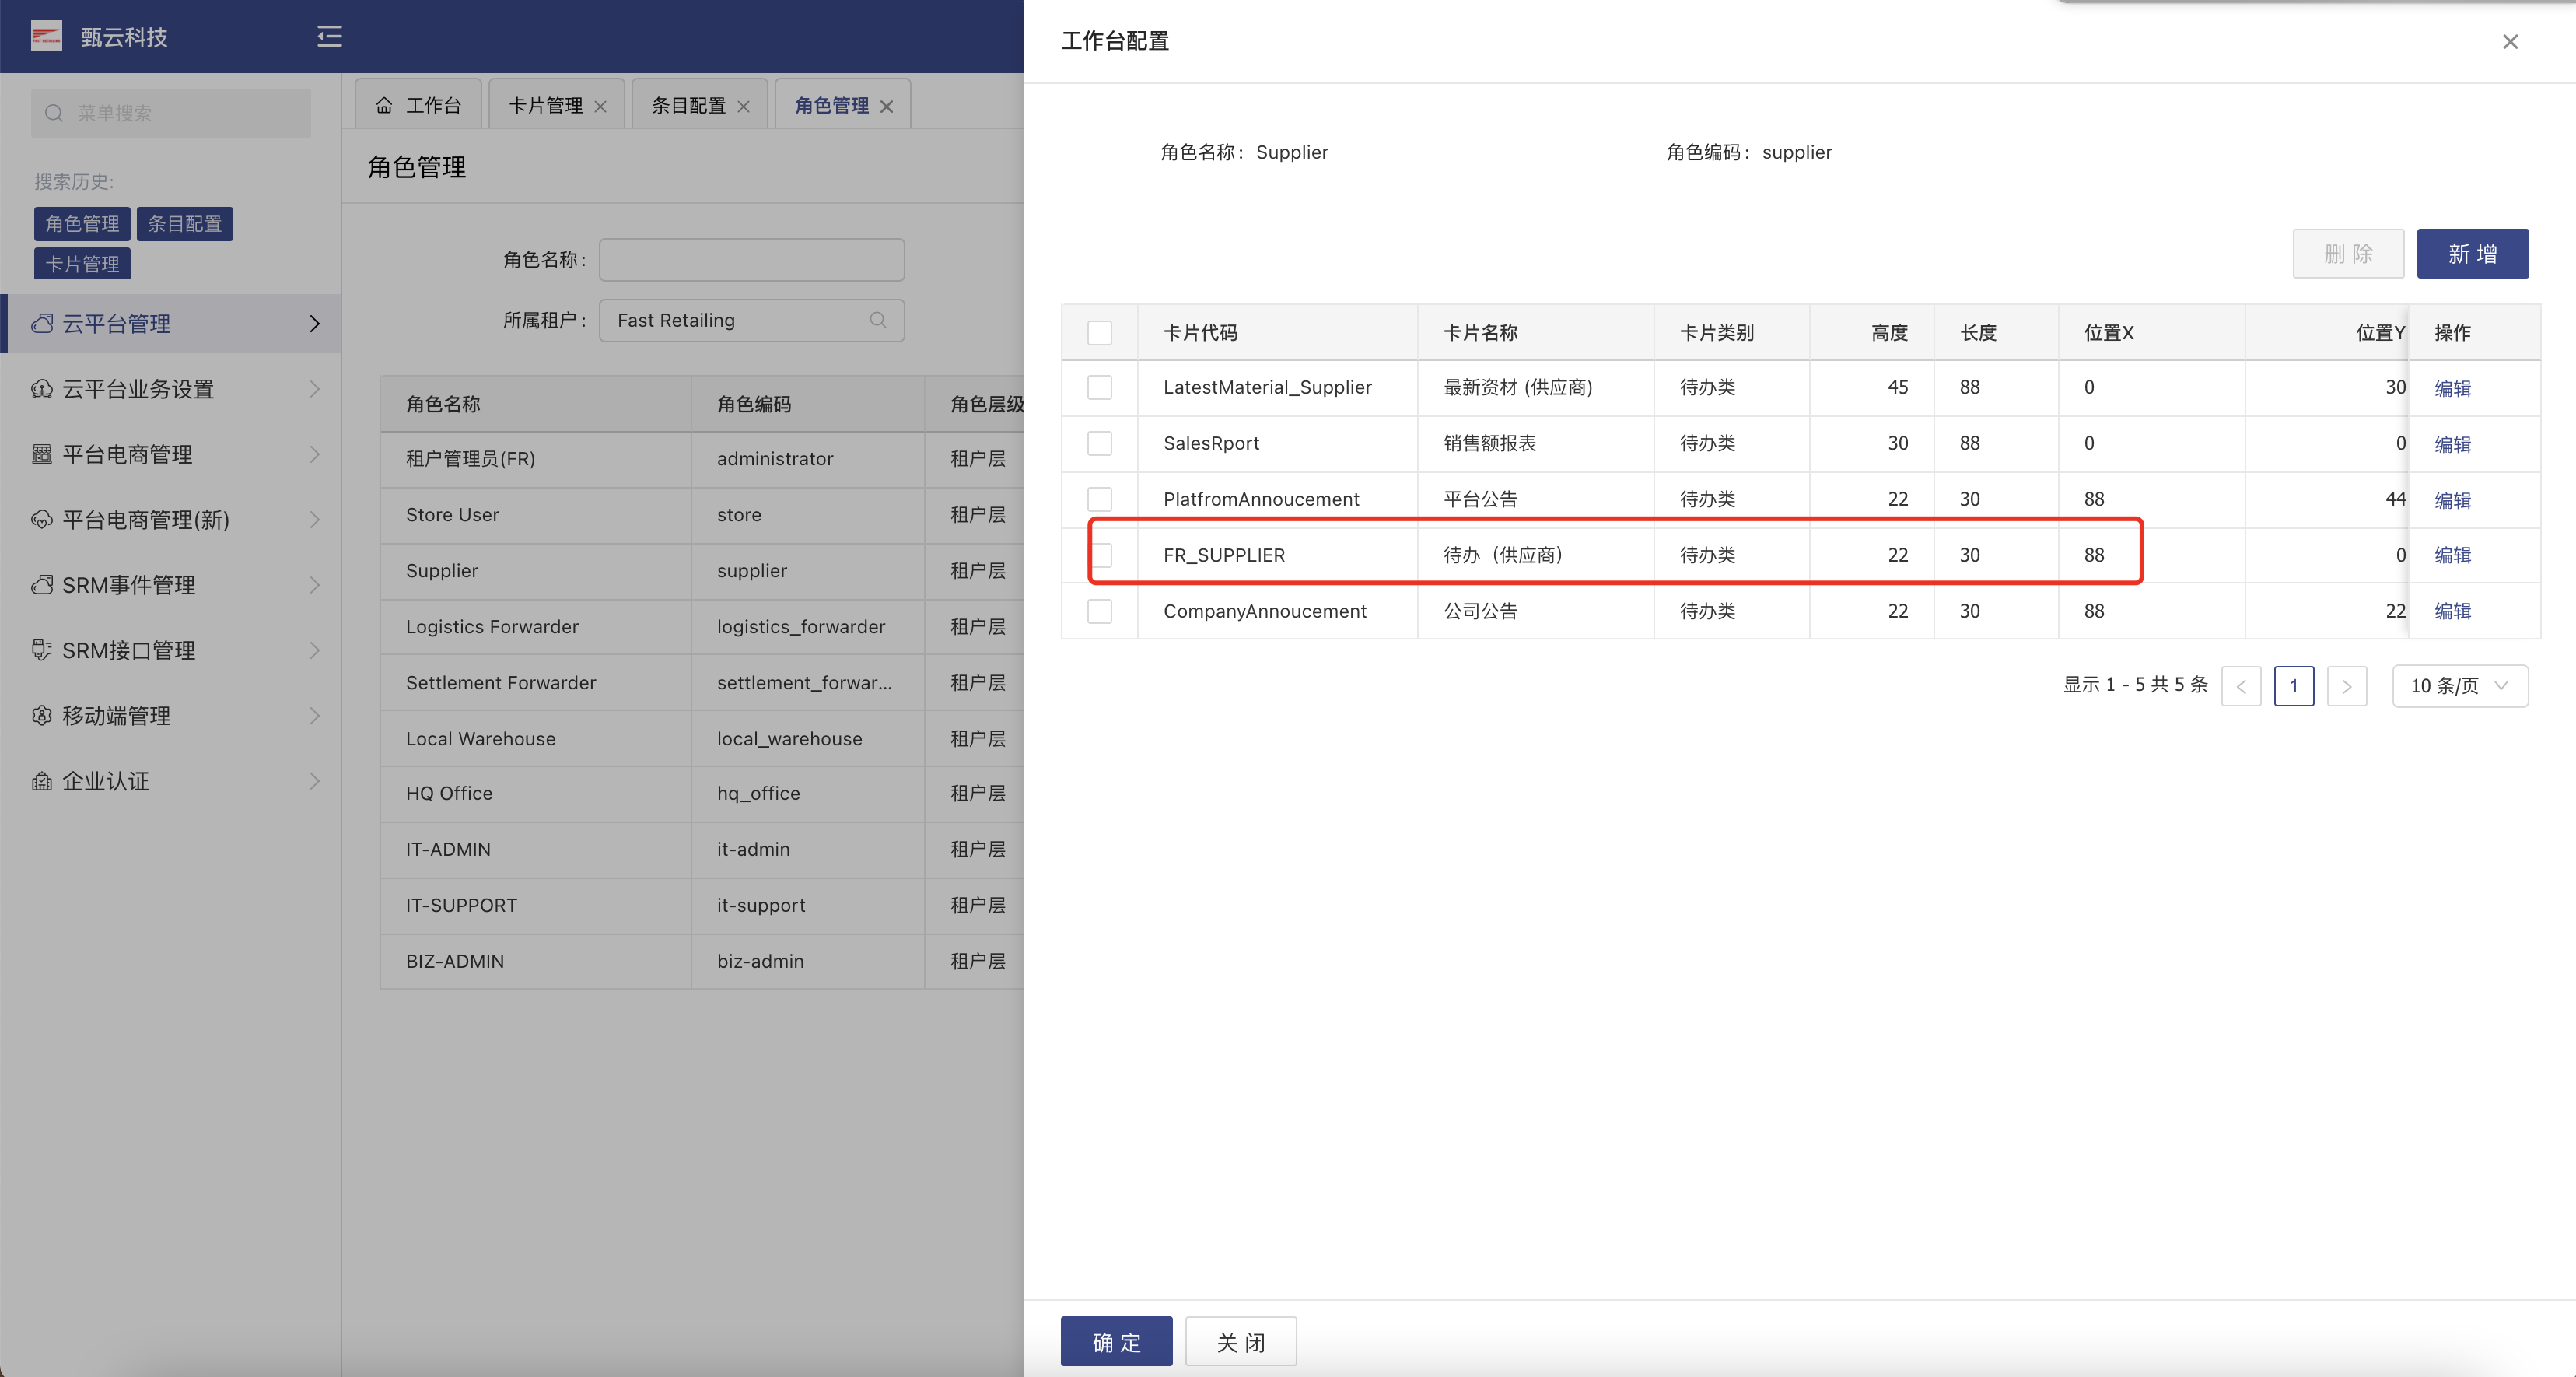 甄云科技
菜单搜索
搜索历史:
角色管理 条目配置
卡片管理
云平台管理
云平台业务设置
平台电商管理
平台电商管理(新)
SRM事件管理
SRM接口管理
移动端管理
企业认证
工作台 卡片管理 条目配置 角色管理
角色管理
角色名称:
所属租户: Fast Retailing
角色名称 角色编码 角色层级
租户管理员(FR) administrator 租户层
Store User store 租户层
Supplier supplier 租户层
Logistics Forwarder logistics_forwarder 租户层
Settlement Forwarder settlement_forwar... 租户层
Local Warehouse local_warehouse 租户层
HQ Office hq_office 租户层
IT-ADMIN it-admin 租户层
IT-SUPPORT it-support 租户层
BIZ-ADMIN biz-admin 租户层
工作台配置
角色名称: Supplier 角色编码: supplier
删除 新增
卡片代码 卡片名称 卡片类别 高度 长度 位置X 位置Y 操作
LatestMaterial_Supplier 最新资材 (供应商) 待办类 45 88 0 30 编辑
SalesRport 销售额报表 待办类 30 88 0 0 编辑
PlatfromAnnoucement 平台公告 待办类 22 30 88 44 编辑
FR_SUPPLIER 待办（供应商） 待办类 22 30 88 0 编辑
CompanyAnnoucement 公司公告 待办类 22 30 88 22 编辑
显示 1 - 5 共 5 条 1 10 条/页
确定 关闭